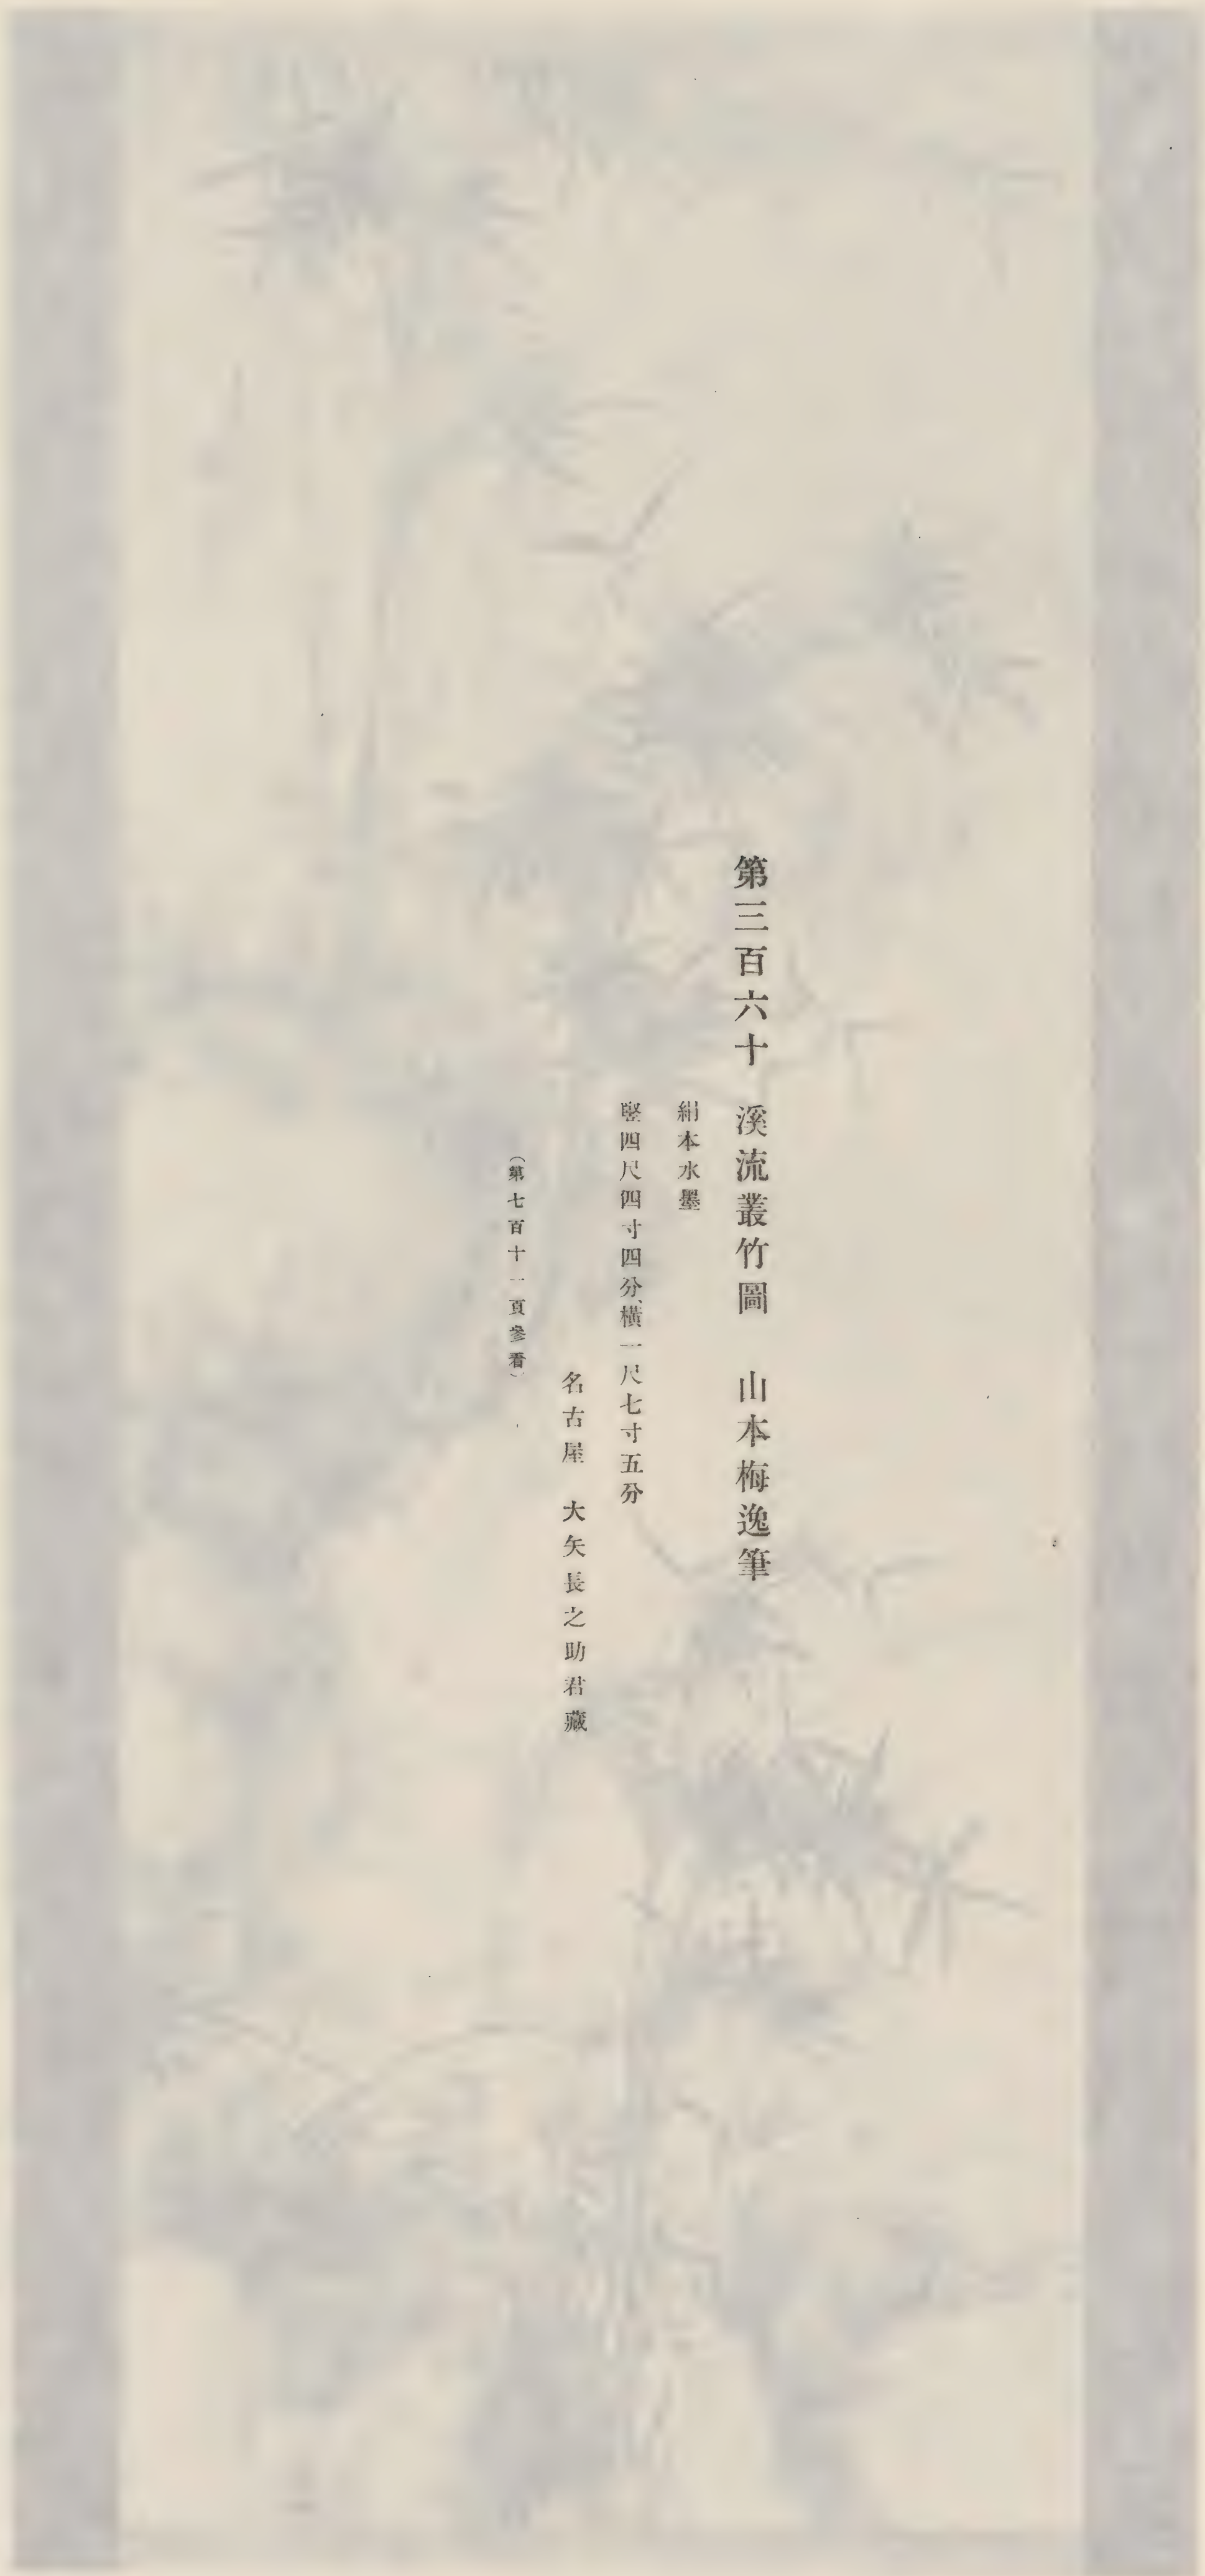 第三百六十　溪流叢竹圖　山本梅逸筆
絹本水墨
竪四尺四寸四分、橫一尺七寸五分
名古屋　大矢長之助君藏
（第七百十一頁參看）